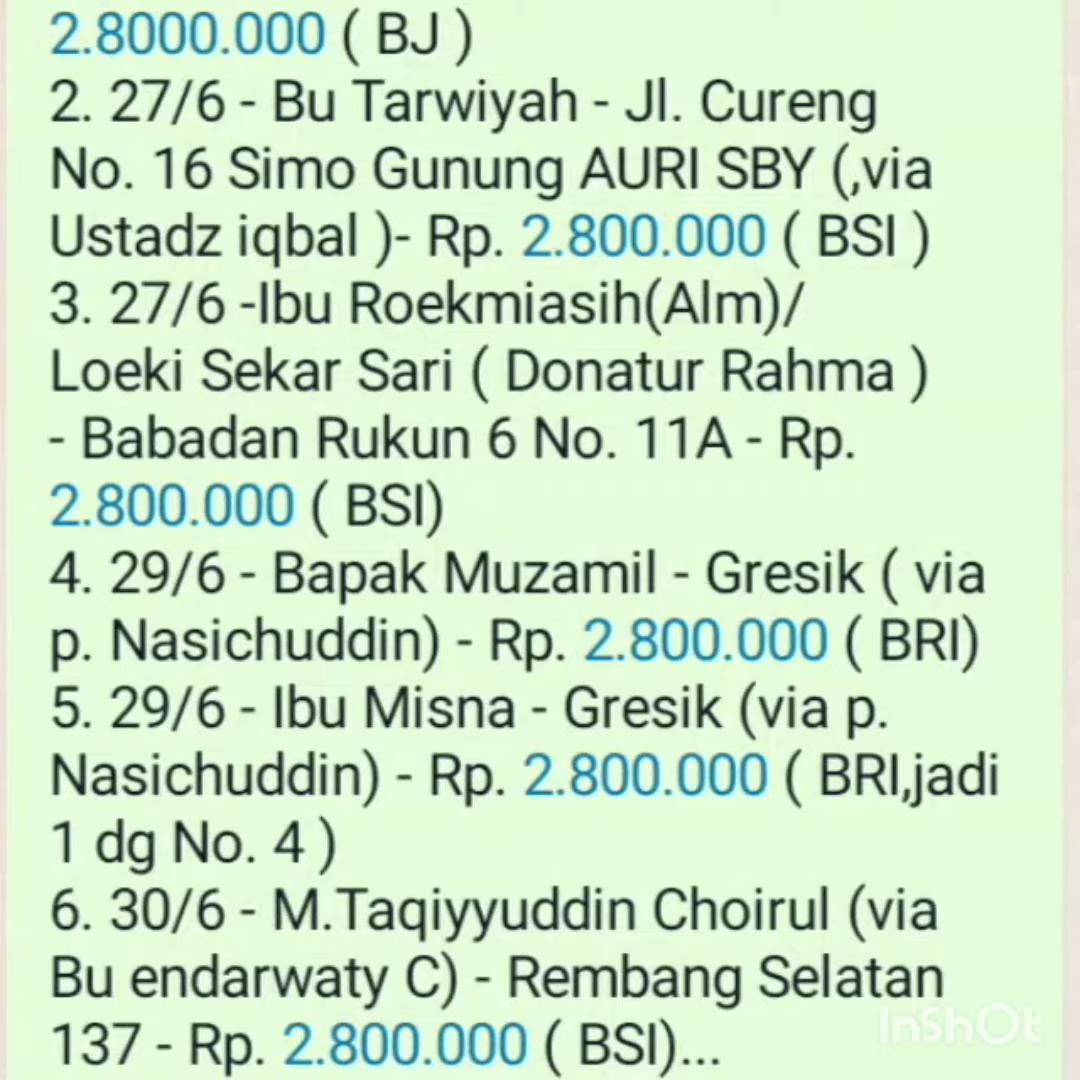 2.8000.000 ( BJ )
2. 27/6 - Bu Tarwiyah - Jl. Cureng
No. 16 Simo Gunung AURI SBY (,via
Ustadz iqbal )- Rp. 2.800.000 ( BSI )
3. 27/6 -Ibu Roekmiasih(Alm)/
Loeki Sekar Sari ( Donatur Rahma )
- Babadan Rukun 6 No. 11A - Rp.
2.800.000 ( BSI)
4. 29/6 - Bapak Muzamil - Gresik ( via
p. Nasichuddin) - Rp. 2.800.000 ( BRI)
5. 29/6 - Ibu Misna - Gresik (via p.
Nasichuddin) - Rp. 2.800.000 ( BRI,jadi
1 dg No. 4 )
6. 30/6 - M.Taqiyyuddin Choirul (via
Bu endarwaty C) - Rembang Selatan
137 - Rp. 2.800.000 ( BSI)...
InShOt